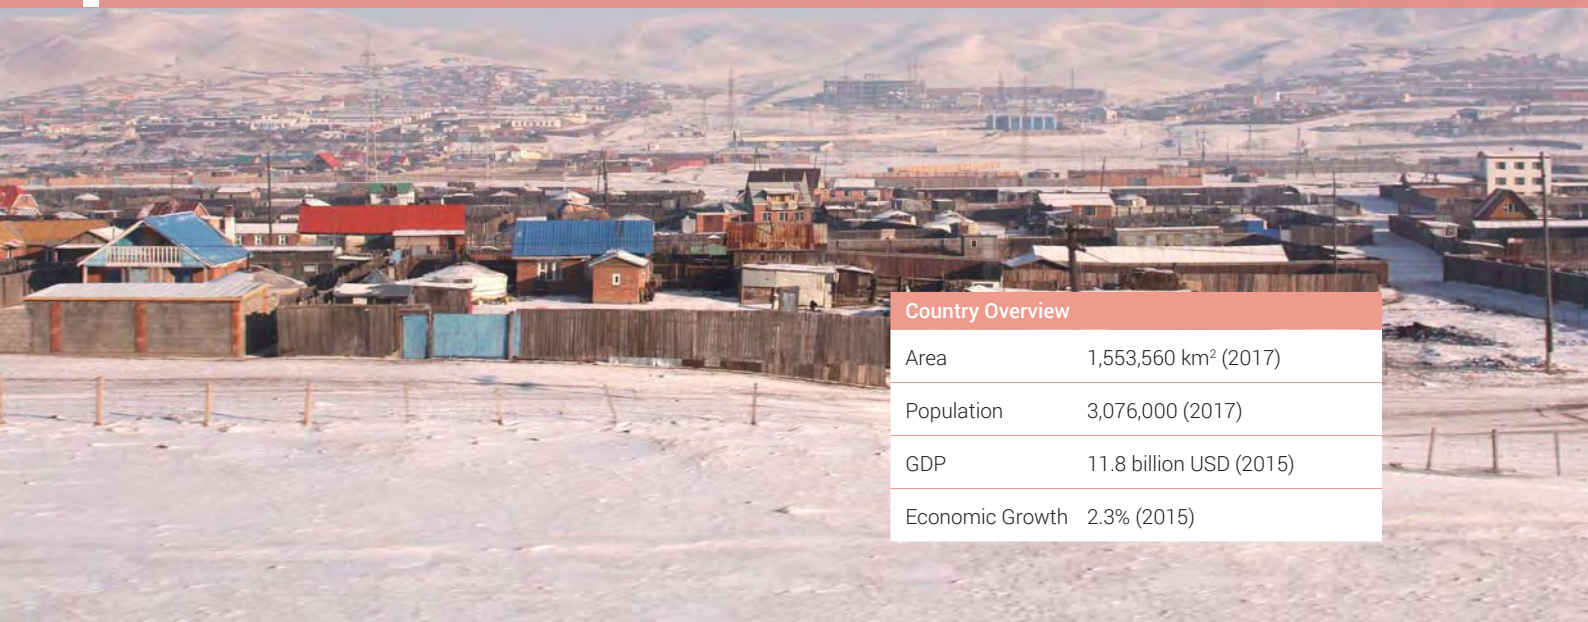 Country Overview
Area 1,553,560 km² (2017)
Population 3,076,000 (2017)
GDP 11.8 billion USD (2015)
Economic Growth 2.3% (2015)